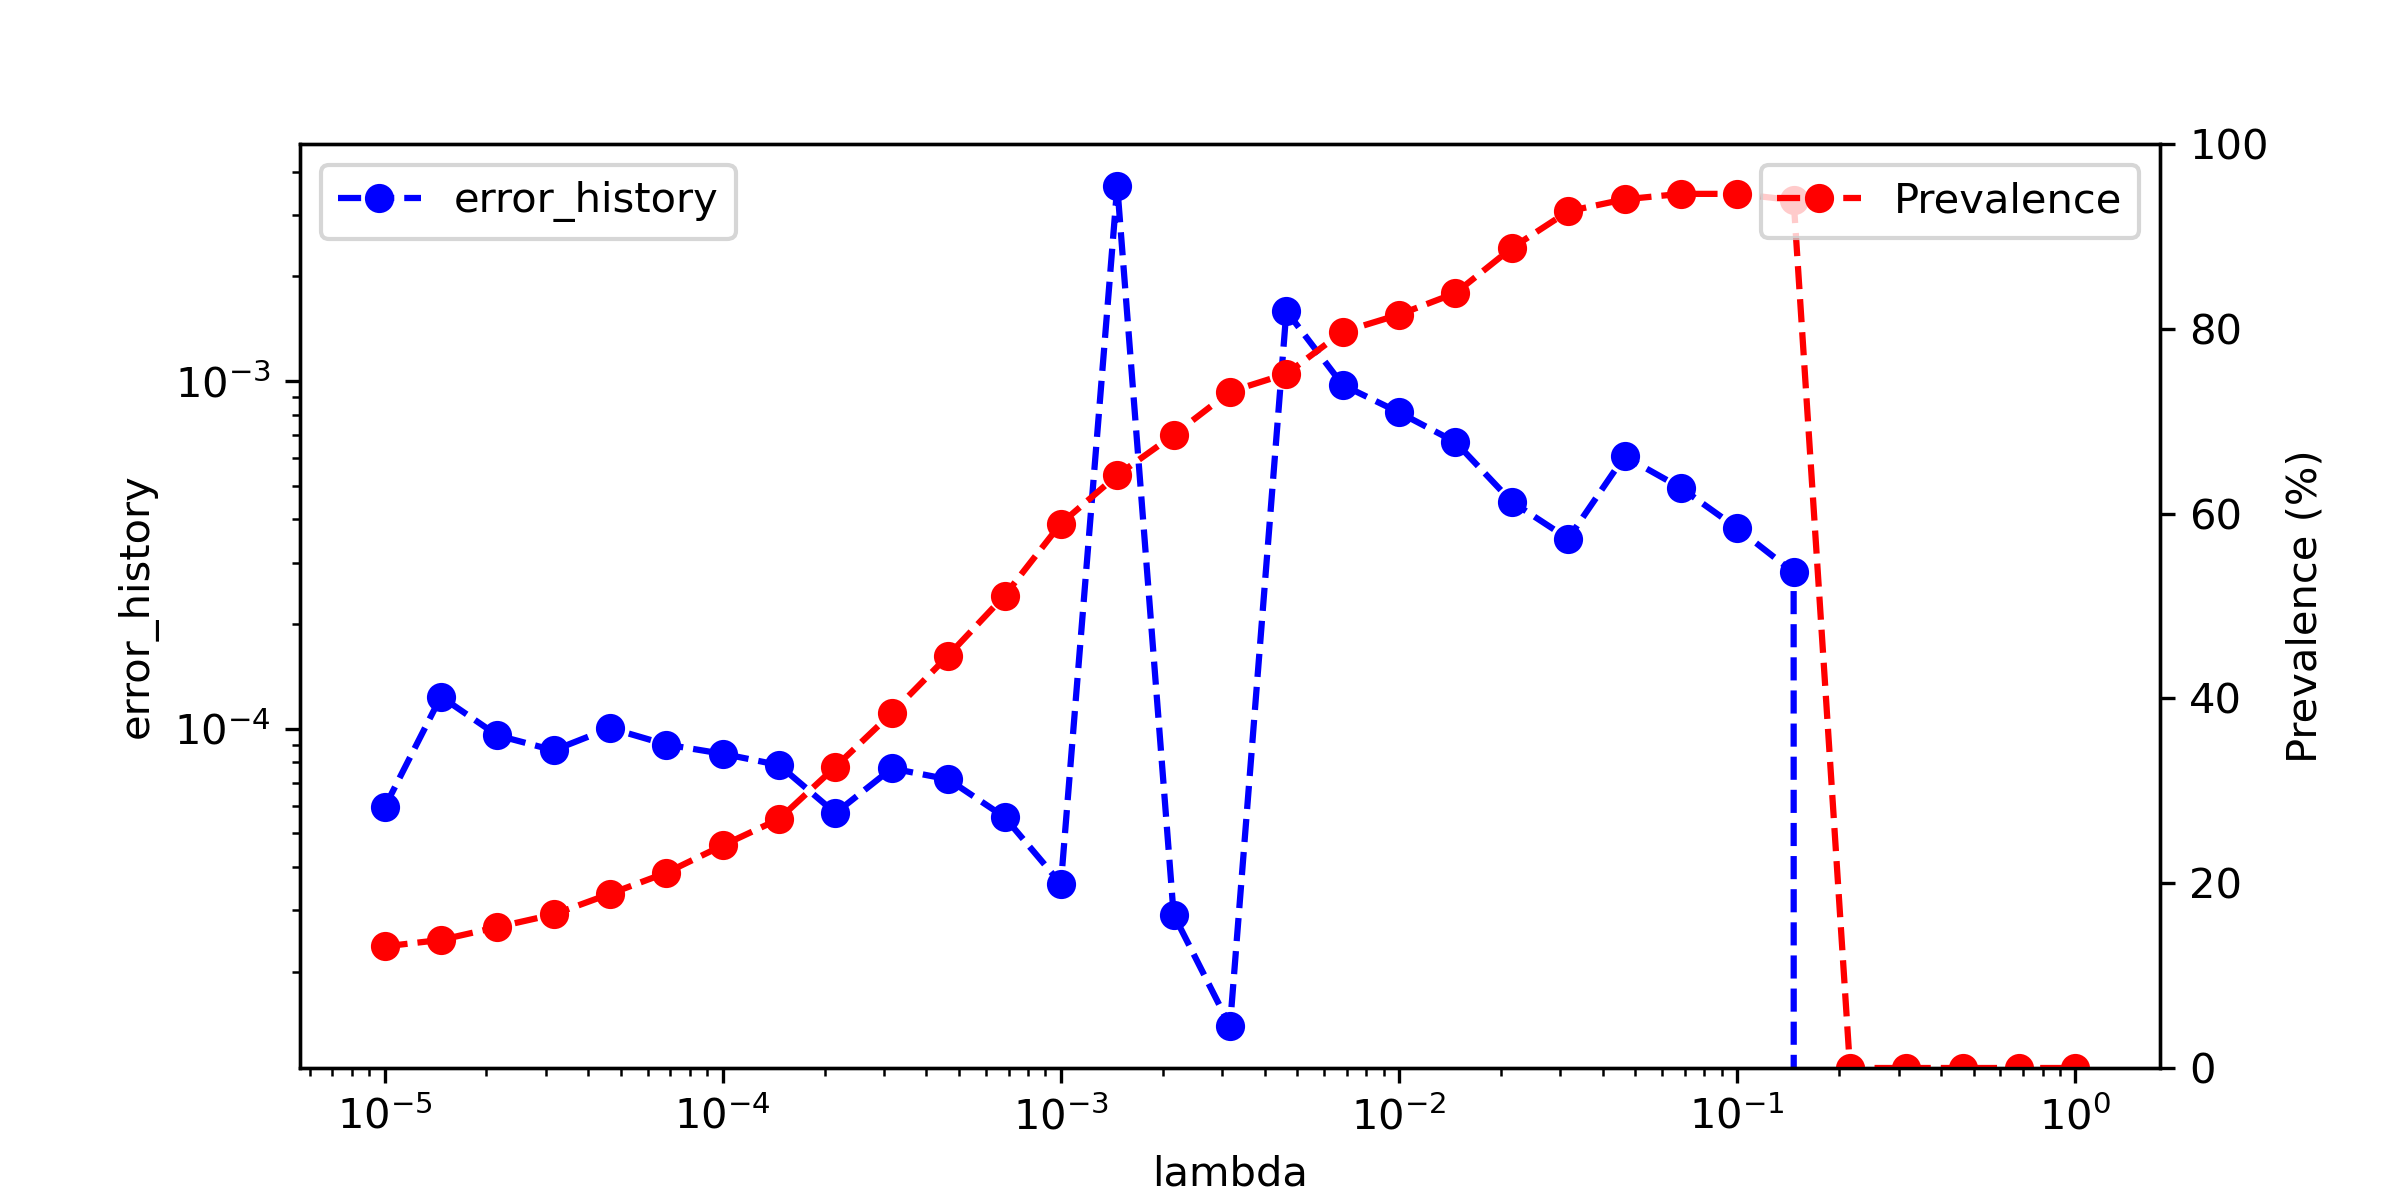 error_history
Prevalence
10⁻³
10⁻⁴
error_history
100
80
60
40
20
0
Prevalence (%)
10⁻⁵ 10⁻⁴ 10⁻³ 10⁻² 10⁻¹ 10⁰
lambda